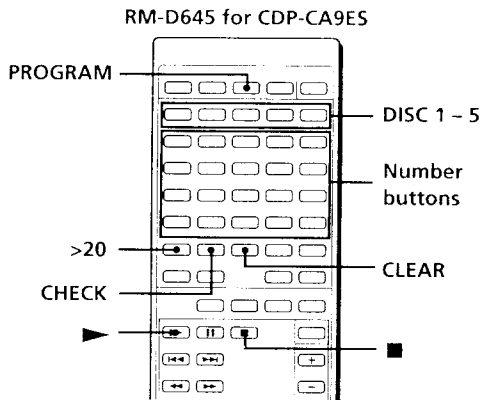 RM-D645 for CDP-CA9ES
PROGRAM
DISC 1 – 5
Number
buttons
>20
CLEAR
CHECK
+
−